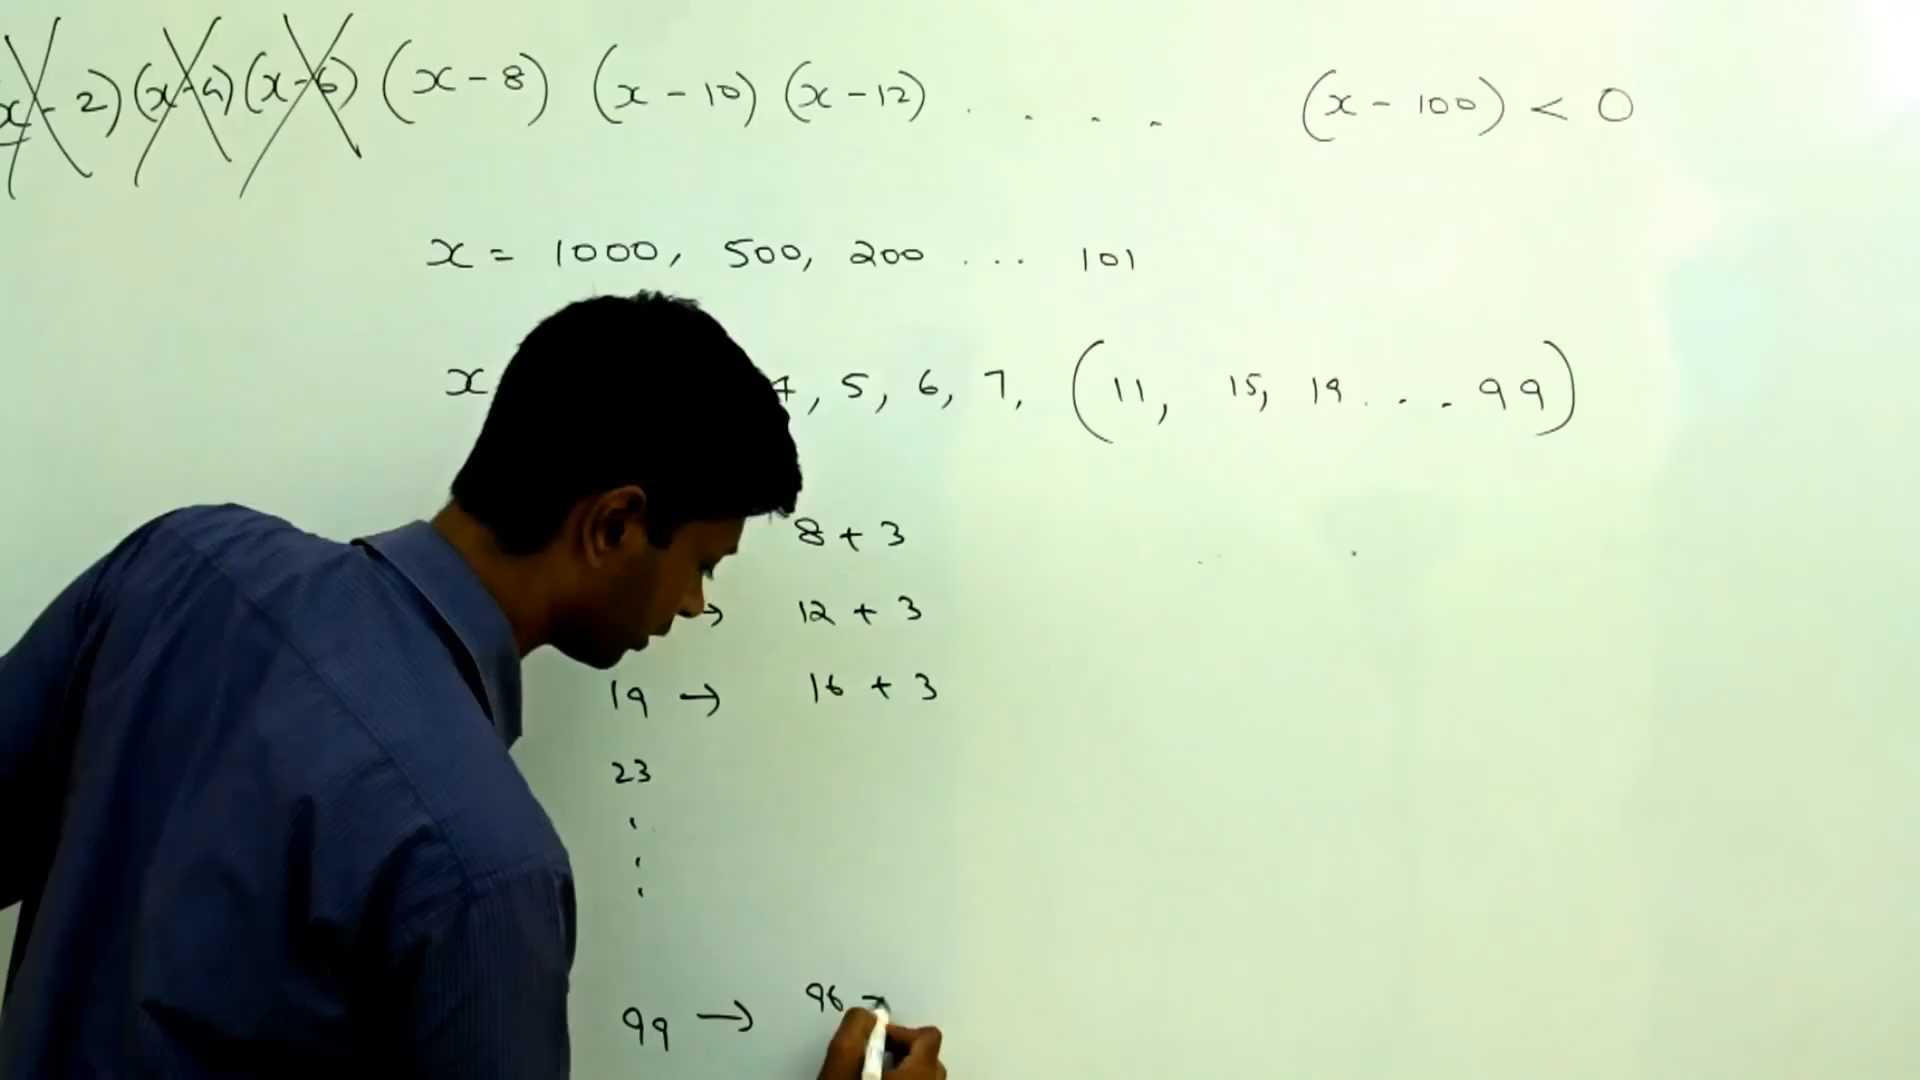 x - 2) (x - 4) (x - 6) (x - 8) (x - 10) (x - 12) . . . . (x - 100) < 0
x = 1000, 500, 200 ... 101
x 4, 5, 6, 7, (11, 15, 19 . . . 99)
8 + 3
→ 12 + 3
19 → 16 + 3
23
.
.
.
99 → 96